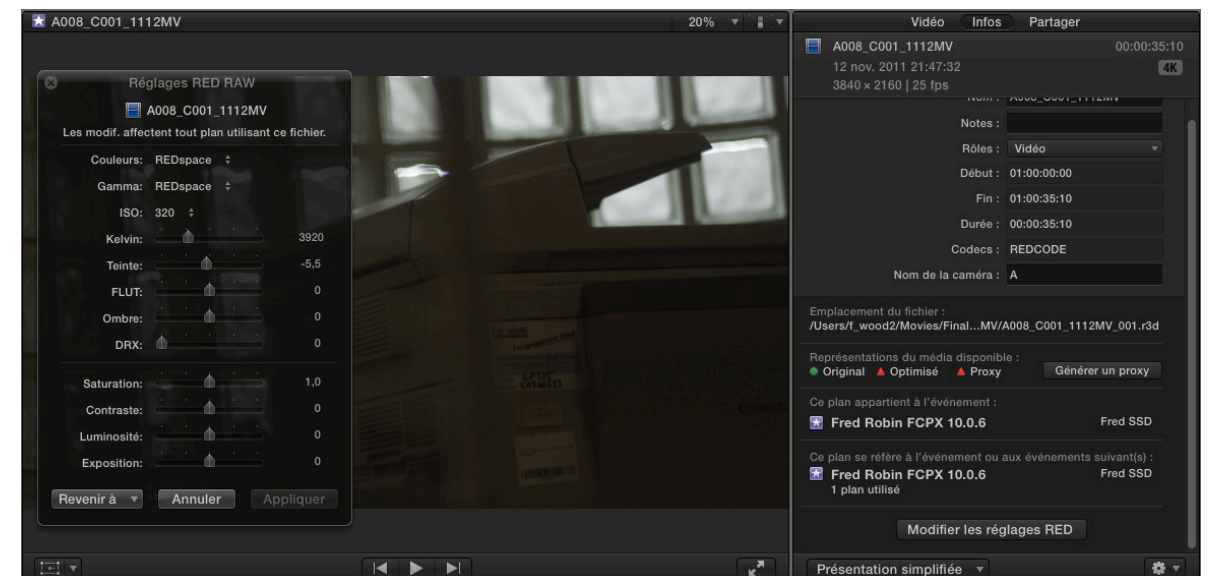 A008_C001_1112MV
20%
Réglages RED RAW
A008_C001_1112MV
Les modif. affectent tout plan utilisant ce fichier.
Couleurs: REDspace
Gamma: REDspace
ISO: 320
Kelvin: 3920
Teinte: -5,5
FLUT: 0
Ombre: 0
DRX: 0
Saturation: 1,0
Contraste: 0
Luminosité: 0
Exposition: 0
Revenir à Annuler Appliquer
Canon
Vidéo Infos Partager
A008_C001_1112MV 00:00:35:10
12 nov. 2011 21:47:32 4K
3840 x 2160 | 25 fps
Nom : A008_C001_1112MV
Notes :
Rôles : Vidéo
Début : 01:00:00:00
Fin : 01:00:35:10
Durée : 00:00:35:10
Codecs : REDCODE
Nom de la caméra : A
Emplacement du fichier :
/Users/f_wood2/Movies/Final...MV/A008_C001_1112MV_001.r3d
Représentations du média disponible :
Original Optimisé Proxy Générer un proxy
Ce plan appartient à l'événement :
Fred Robin FCPX 10.0.6 Fred SSD
Ce plan se réfère à l'événement ou aux événements suivant(s) :
Fred Robin FCPX 10.0.6 Fred SSD
1 plan utilisé
Modifier les réglages RED
Présentation simplifiée